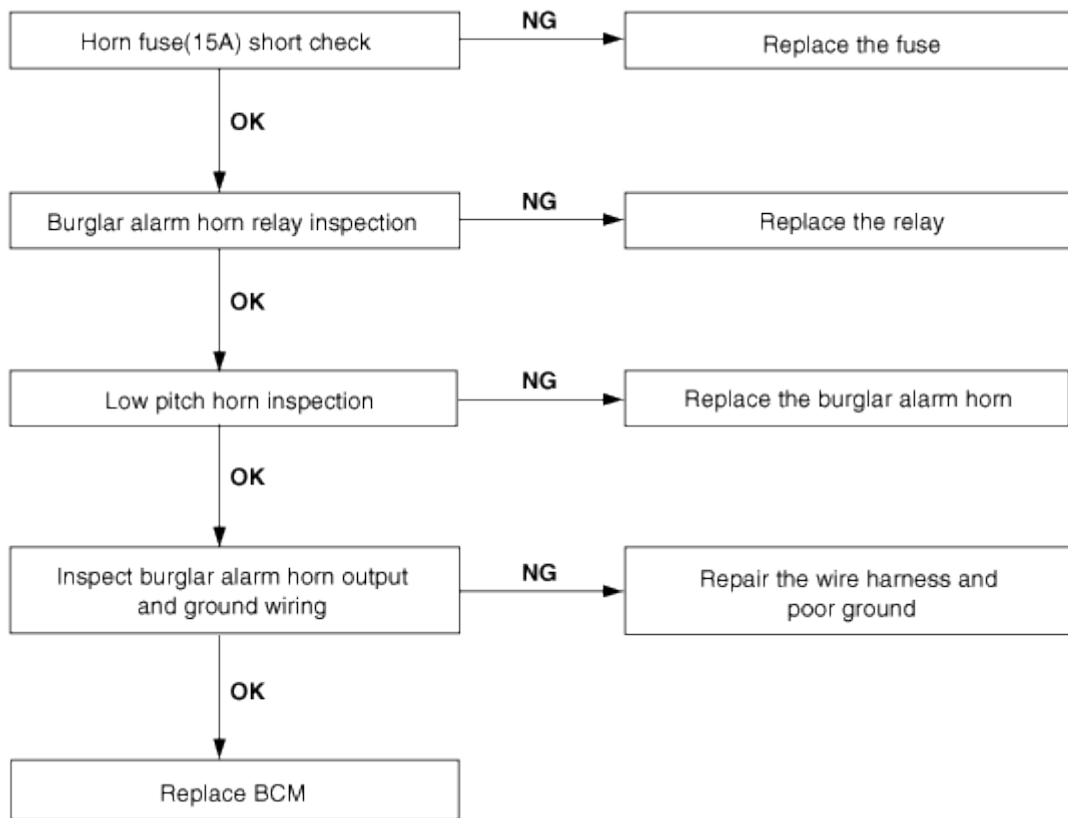 Horn fuse(15A) short check
NG
Replace the fuse
OK
Burglar alarm horn relay inspection
NG
Replace the relay
OK
Low pitch horn inspection
NG
Replace the burglar alarm horn
OK
Inspect burglar alarm horn output
and ground wiring
NG
Repair the wire harness and
poor ground
OK
Replace BCM